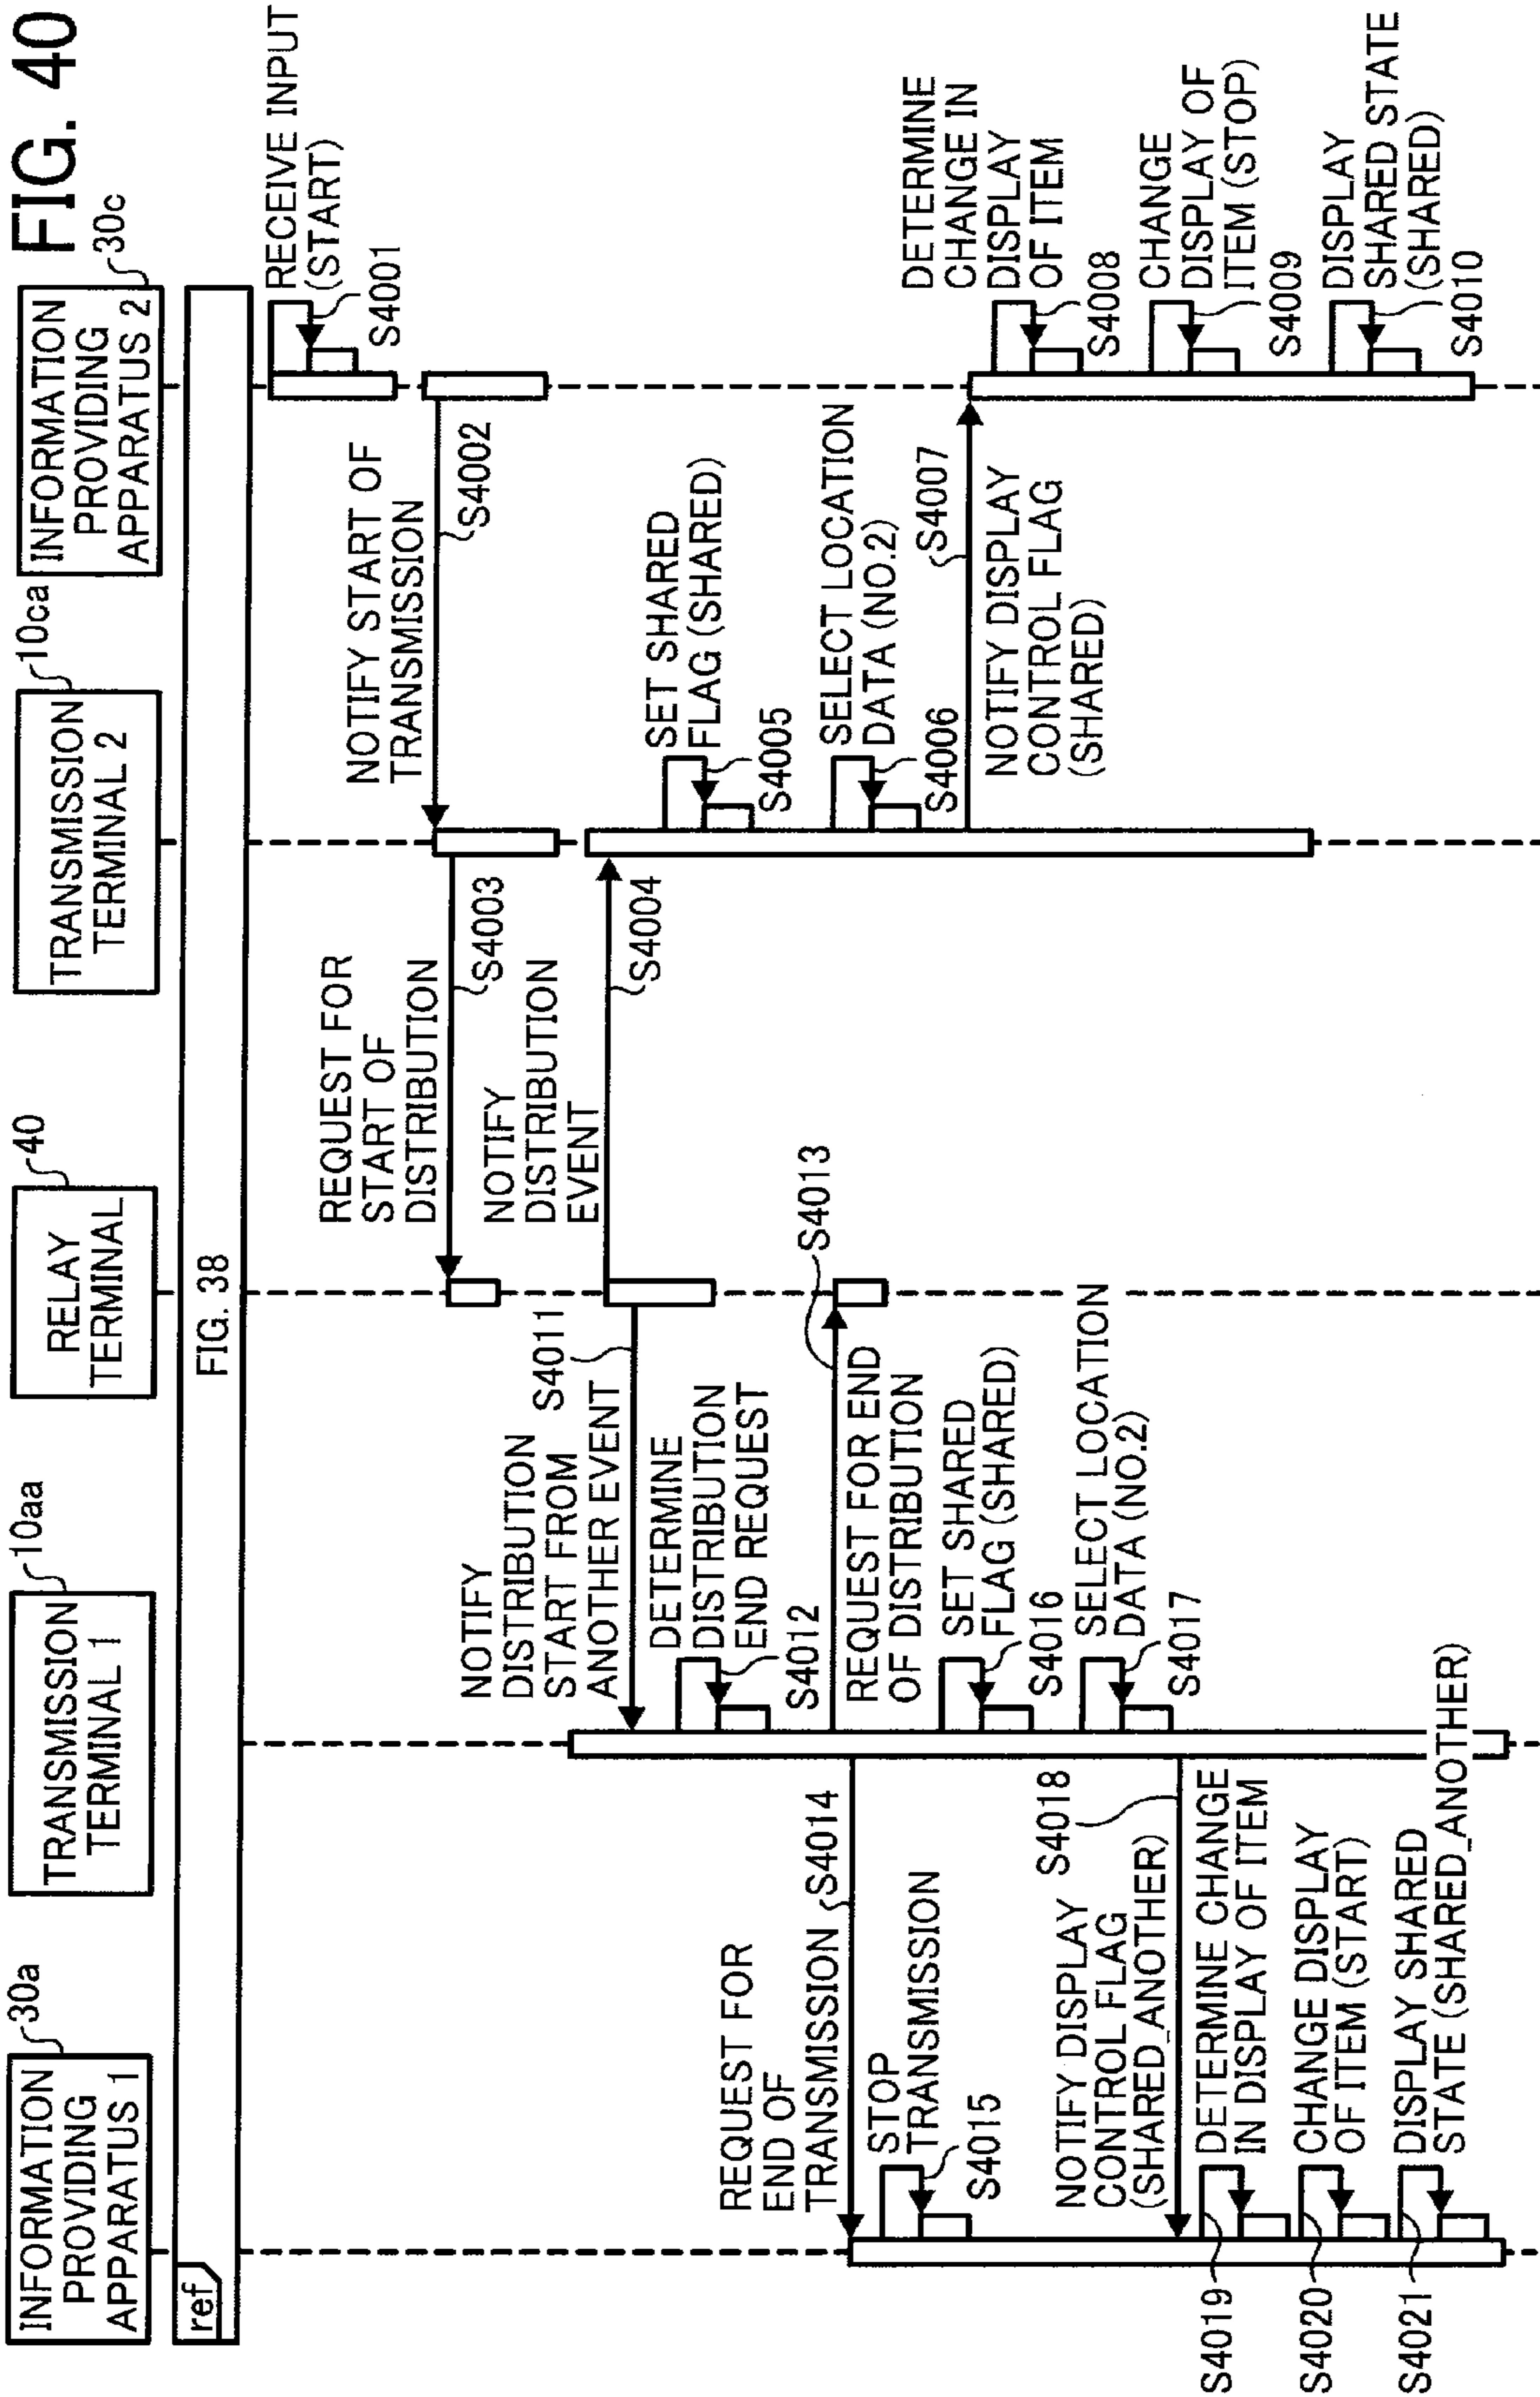 FIG. 40
INFORMATION
PROVIDING
APPARATUS 1
30a
TRANSMISSION
TERMINAL 1
10aa
RELAY
TERMINAL
40
TRANSMISSION
TERMINAL 2
10ca
INFORMATION
PROVIDING
APPARATUS 2
30c
ref
FIG. 38
RECEIVE INPUT
(START)
S4001
NOTIFY START OF
TRANSMISSION
S4002
REQUEST FOR
START OF
DISTRIBUTION
S4003
NOTIFY
DISTRIBUTION
EVENT
S4004
SET SHARED
FLAG (SHARED)
S4005
SELECT LOCATION
DATA (NO.2)
S4006
S4007
NOTIFY DISPLAY
CONTROL FLAG
(SHARED)
DETERMINE
CHANGE IN
DISPLAY
OF ITEM
S4008
CHANGE
DISPLAY OF
ITEM (STOP)
S4009
DISPLAY
SHARED STATE
(SHARED)
S4010
NOTIFY
DISTRIBUTION
START FROM
ANOTHER EVENT
S4011
DETERMINE
DISTRIBUTION
END REQUEST
S4012
S4013
REQUEST FOR END
OF DISTRIBUTION
REQUEST FOR
END OF
TRANSMISSION
S4014
STOP
TRANSMISSION
S4015
SET SHARED
FLAG (SHARED)
S4016
SELECT LOCATION
DATA (NO.2)
S4017
NOTIFY DISPLAY
CONTROL FLAG
(SHARED_ANOTHER)
S4018
DETERMINE CHANGE
IN DISPLAY OF ITEM
S4019
CHANGE DISPLAY
OF ITEM (START)
S4020
DISPLAY SHARED
STATE (SHARED_ANOTHER)
S4021